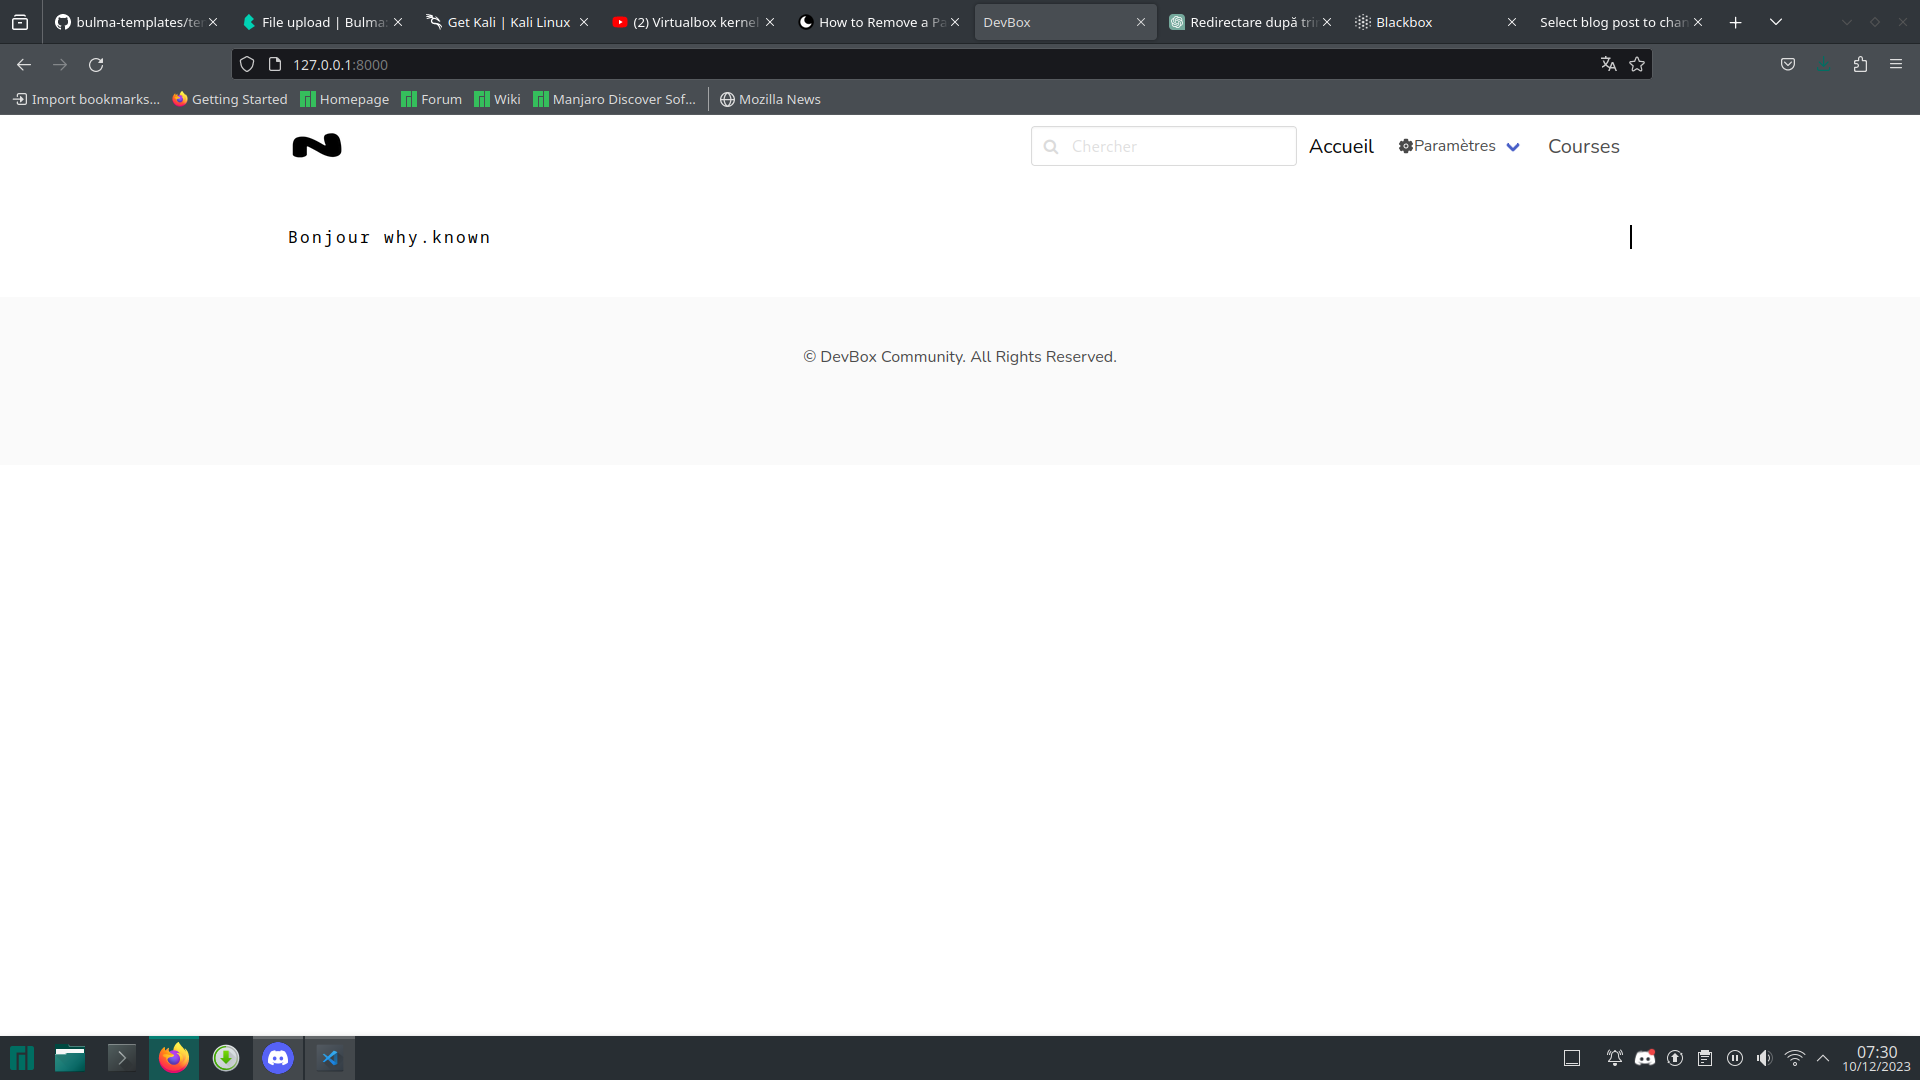 bulma-templates/ter
File upload | Bulma:
Get Kali | Kali Linux
(2) Virtualbox kernel
How to Remove a Pa
DevBox
Redirectare după trir
Blackbox
Select blog post to chan
127.0.0.1:8000
Import bookmarks...
Getting Started
Homepage
Forum
Wiki
Manjaro Discover Sof...
Mozilla News
Chercher
Accueil
Paramètres
Courses
Bonjour why.known
© DevBox Community. All Rights Reserved.
07:30
10/12/2023